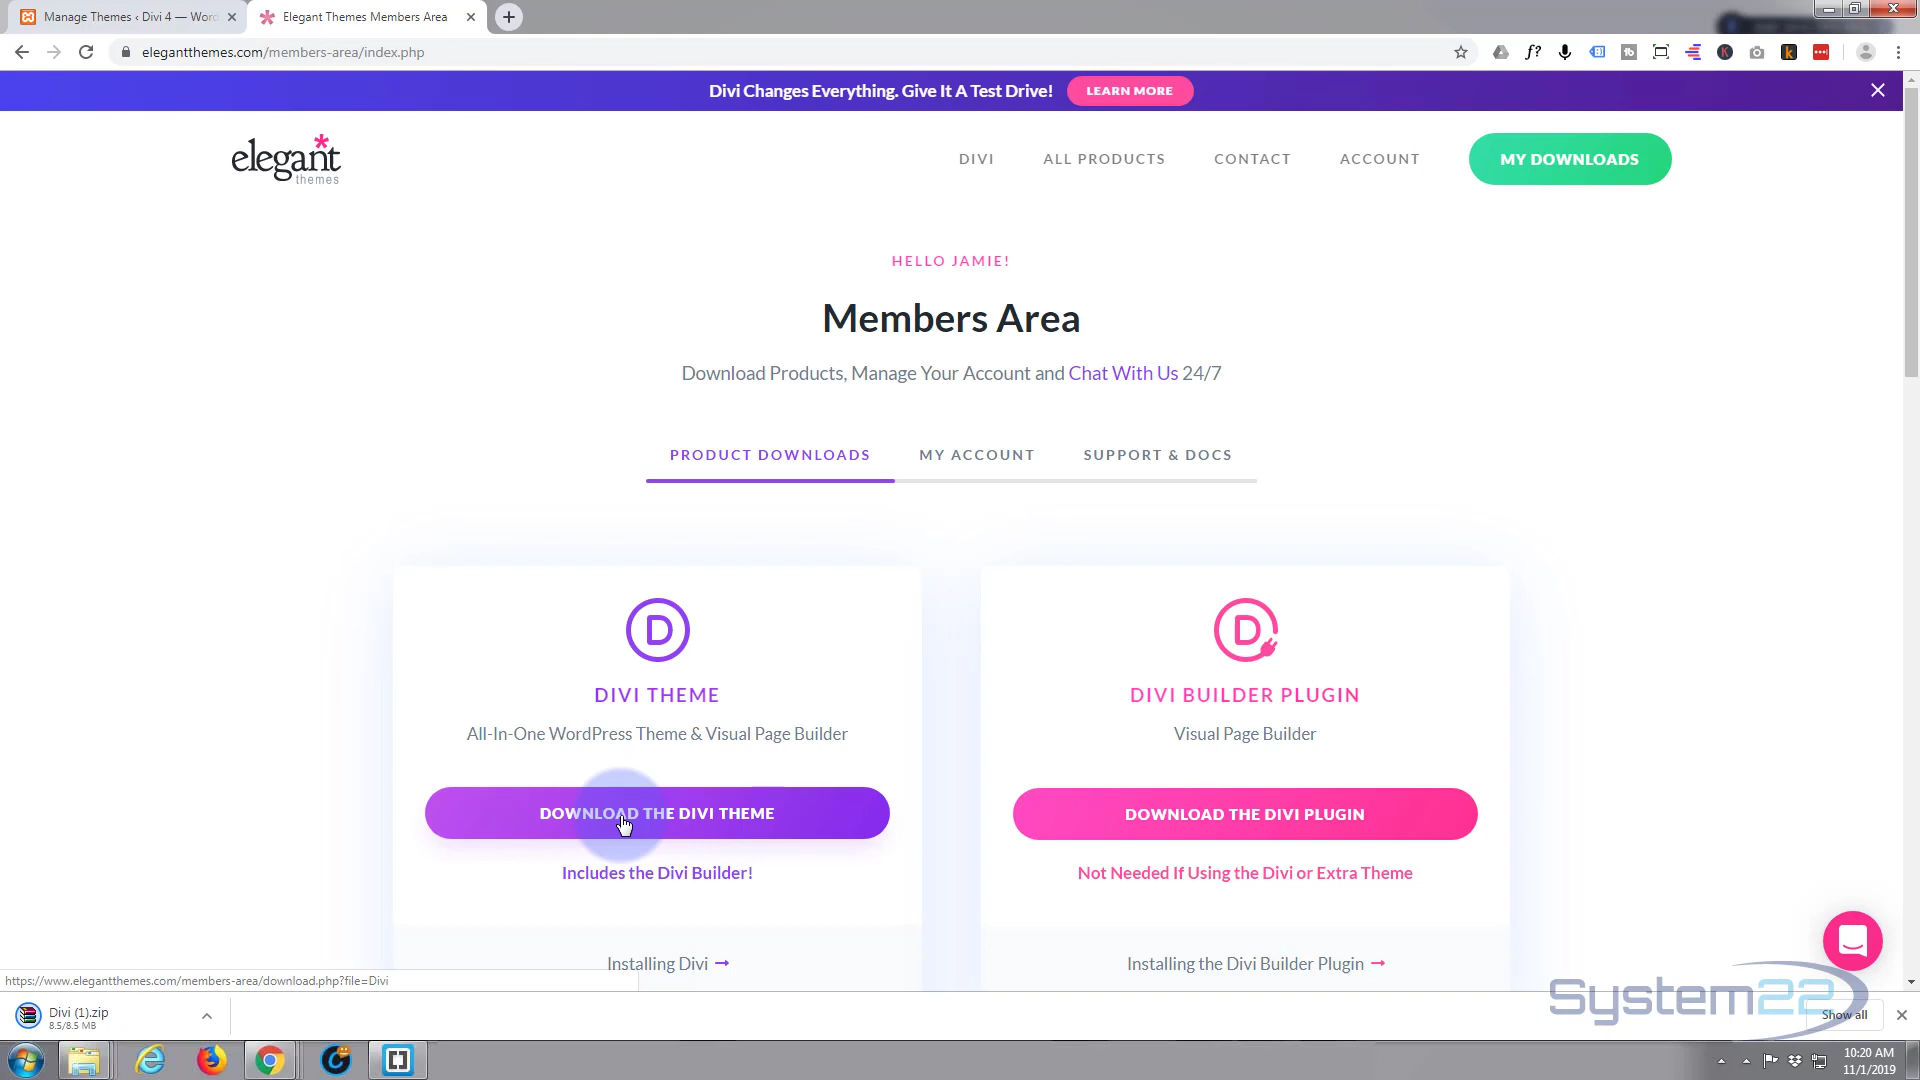 Manage Themes ‹ Divi 4 — Word
Elegant Themes Members Area
elegantthemes.com/members-area/index.php
Divi Changes Everything. Give It A Test Drive!
LEARN MORE
elegant
themes
DIVI
ALL PRODUCTS
CONTACT
ACCOUNT
MY DOWNLOADS
HELLO JAMIE!
Members Area
Download Products, Manage Your Account and Chat With Us 24/7
PRODUCT DOWNLOADS
MY ACCOUNT
SUPPORT & DOCS
DIVI THEME
All-In-One WordPress Theme & Visual Page Builder
DOWNLOAD THE DIVI THEME
Includes the Divi Builder!
Installing Divi →
DIVI BUILDER PLUGIN
Visual Page Builder
DOWNLOAD THE DIVI PLUGIN
Not Needed If Using the Divi or Extra Theme
Installing the Divi Builder Plugin →
https://www.elegantthemes.com/members-area/download.php?file=Divi
Divi (1).zip
8.5/8.5 MB
System22
Show all
10:20 AM
11/1/2019